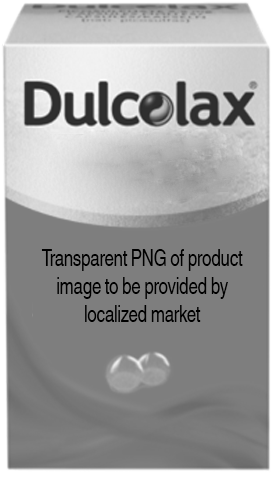 Dulcolax®
Transparent PNG of product
image to be provided by
localized market